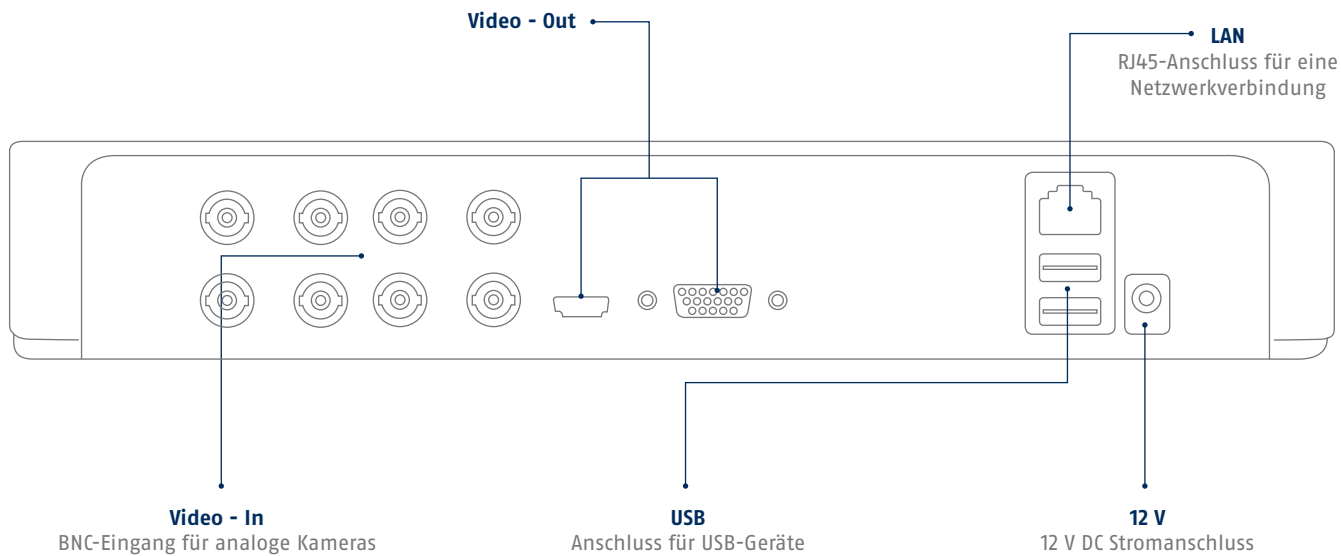 Video - Out
LAN
RJ45-Anschluss für eine
Netzwerkverbindung
Video - In
BNC-Eingang für analoge Kameras
USB
Anschluss für USB-Geräte
12 V
12 V DC Stromanschluss